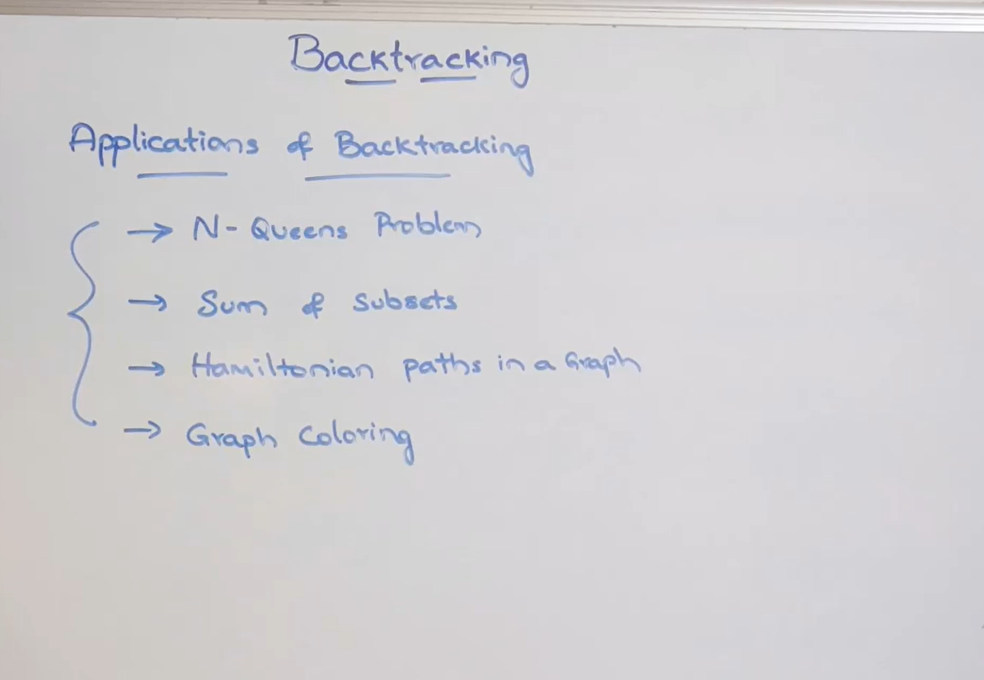 Backtracking
Applications of Backtracking
→ N-Queens Problem
→ Sum of subsets
→ Hamiltonian paths in a Graph
→ Graph Coloring